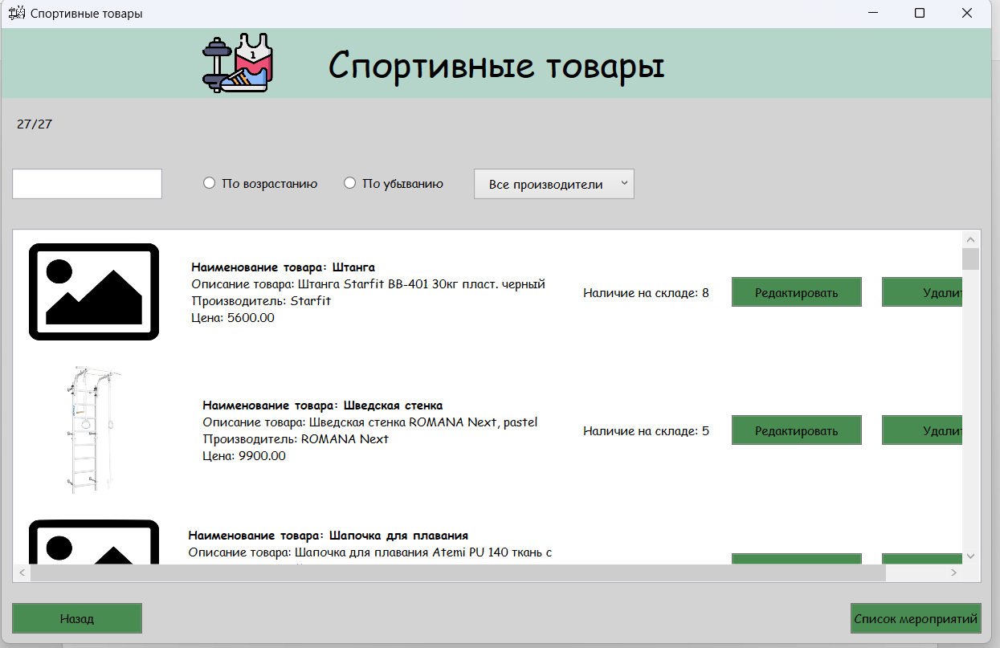 Спортивные товары
1
Спортивные товары
27/27
По возрастанию
По убыванию
Все производители
Наименование товара: Штанга
Описание товара: Штанга Starfit BB-401 30кг пласт. черный
Производитель: Starfit
Цена: 5600.00
Наличие на складе: 8
Редактировать
Удалит
Наименование товара: Шведская стенка
Описание товара: Шведская стенка ROMANA Next, pastel
Производитель: ROMANA Next
Цена: 9900.00
Наличие на складе: 5
Редактировать
Удалит
Наименование товара: Шапочка для плавания
Описание товара: Шапочка для плавания Atemi PU 140 ткань с
Назад
Список мероприятий